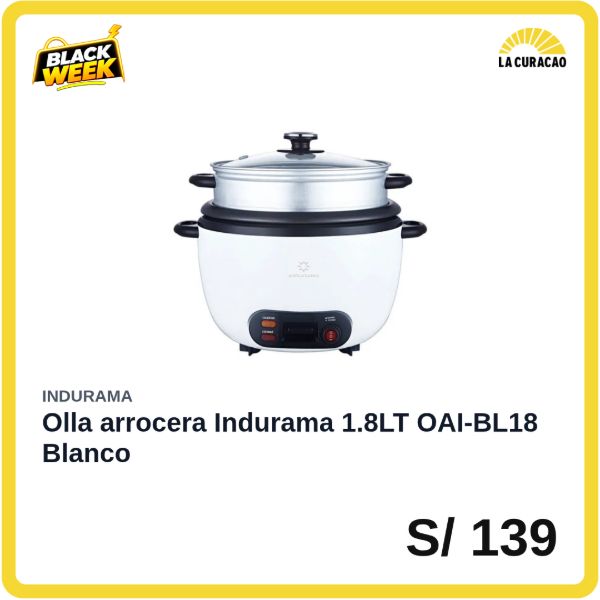 BLACK
WEEK
LA CURACAO
INDURAMA
Olla arrocera Indurama 1.8LT OAI-BL18
Blanco
S/ 139